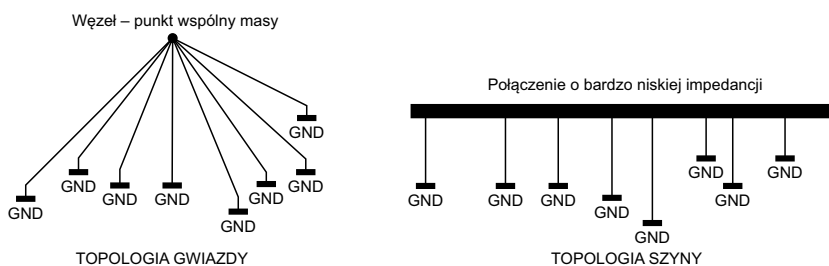 Węzeł – punkt wspólny masy
GND
GND
GND
GND
GND
GND
GND
GND
TOPOLOGIA GWIAZDY
Połączenie o bardzo niskiej impedancji
GND
GND
GND
GND
GND
GND
GND
GND
TOPOLOGIA SZYNY